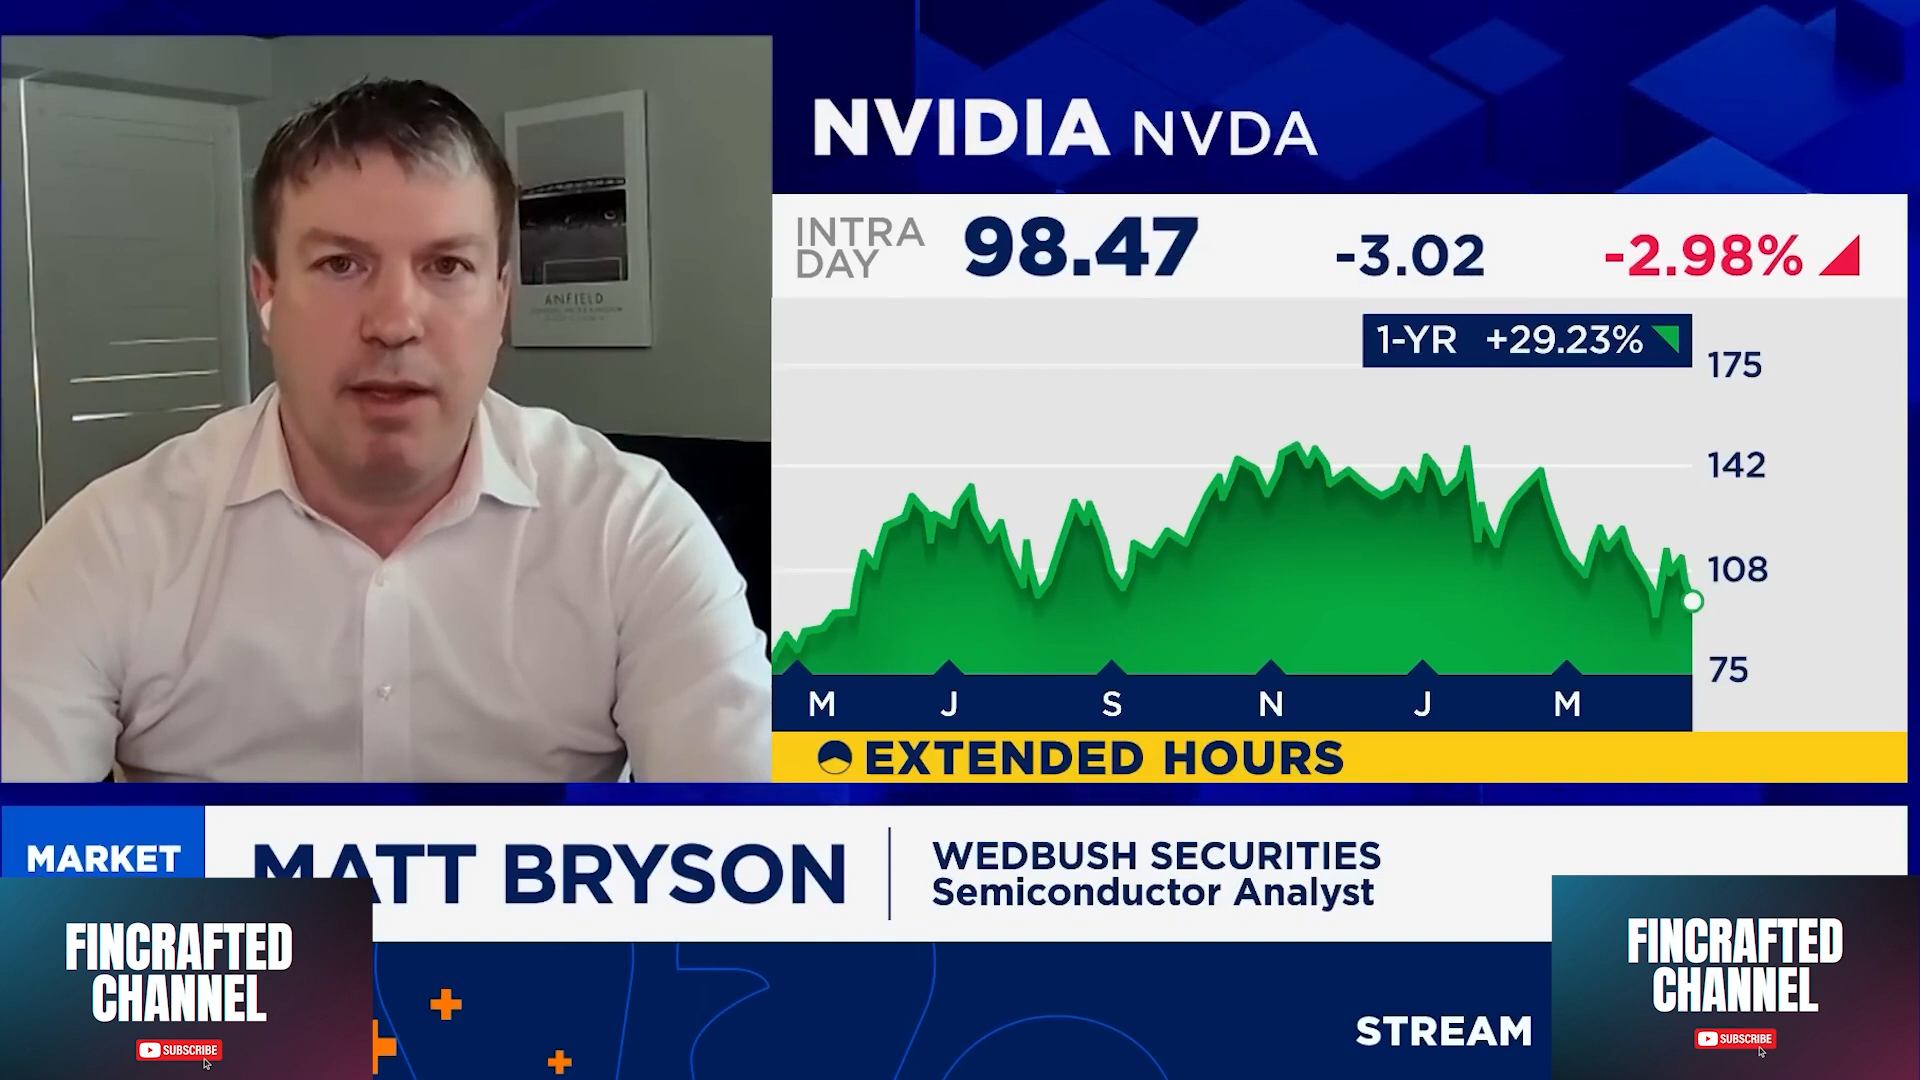 NVIDIA NVDA
INTRA
DAY
98.47 -3.02 -2.98%
1-YR +29.23%
175
142
108
75
M J S N J M
EXTENDED HOURS
ANFIELD
MARKET
MATT BRYSON
WEDBUSH SECURITIES
Semiconductor Analyst
FINCRAFTED
CHANNEL
SUBSCRIBE
STREAM
FINCRAFTED
CHANNEL
SUBSCRIBE